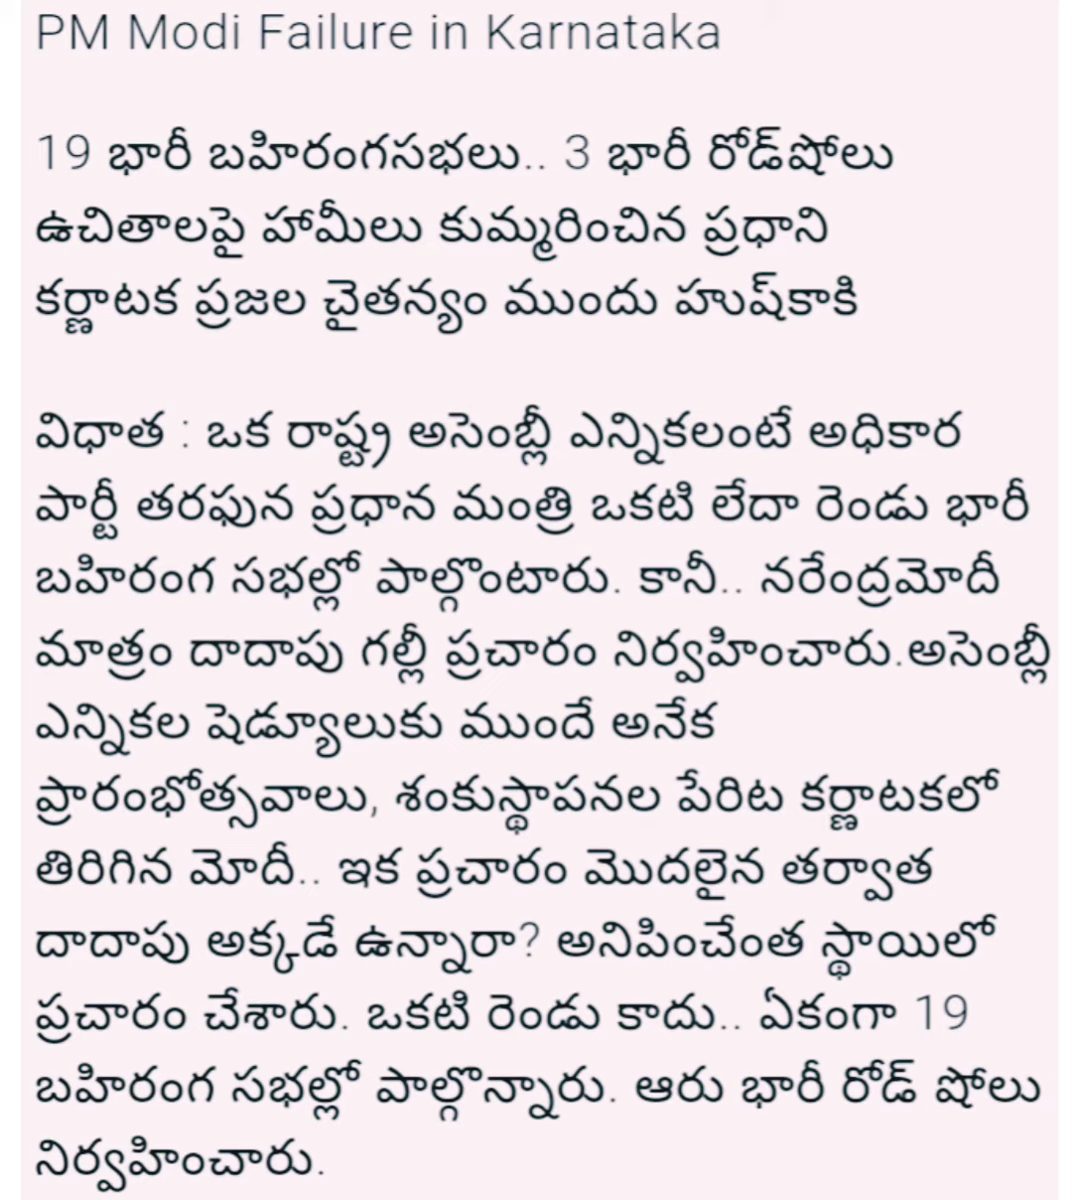 PM Modi Failure in Karnataka
19 భారీ బహిరంగసభలు.. 3 భారీ రోడ్‌షోలు
ఉచితాలపై హామీలు కుమ్మరించిన ప్రధాని
కర్ణాటక ప్రజల చైతన్యం ముందు హుష్‌కాకి
విధాత : ఒక రాష్ట్ర అసెంబ్లీ ఎన్నికలంటే అధికార
పార్టీ తరఫున ప్రధాన మంత్రి ఒకటి లేదా రెండు భారీ
బహిరంగ సభల్లో పాల్గొంటారు. కానీ.. నరేంద్రమోదీ
మాత్రం దాదాపు గల్లీ ప్రచారం నిర్వహించారు.అసెంబ్లీ
ఎన్నికల షెడ్యూలుకు ముందే అనేక
ప్రారంభోత్సవాలు, శంకుస్థాపనల పేరిట కర్ణాటకలో
తిరిగిన మోదీ.. ఇక ప్రచారం మొదలైన తర్వాత
దాదాపు అక్కడే ఉన్నారా? అనిపించేంత స్థాయిలో
ప్రచారం చేశారు. ఒకటి రెండు కాదు.. ఏకంగా 19
బహిరంగ సభల్లో పాల్గొన్నారు. ఆరు భారీ రోడ్ షోలు
నిర్వహించారు.